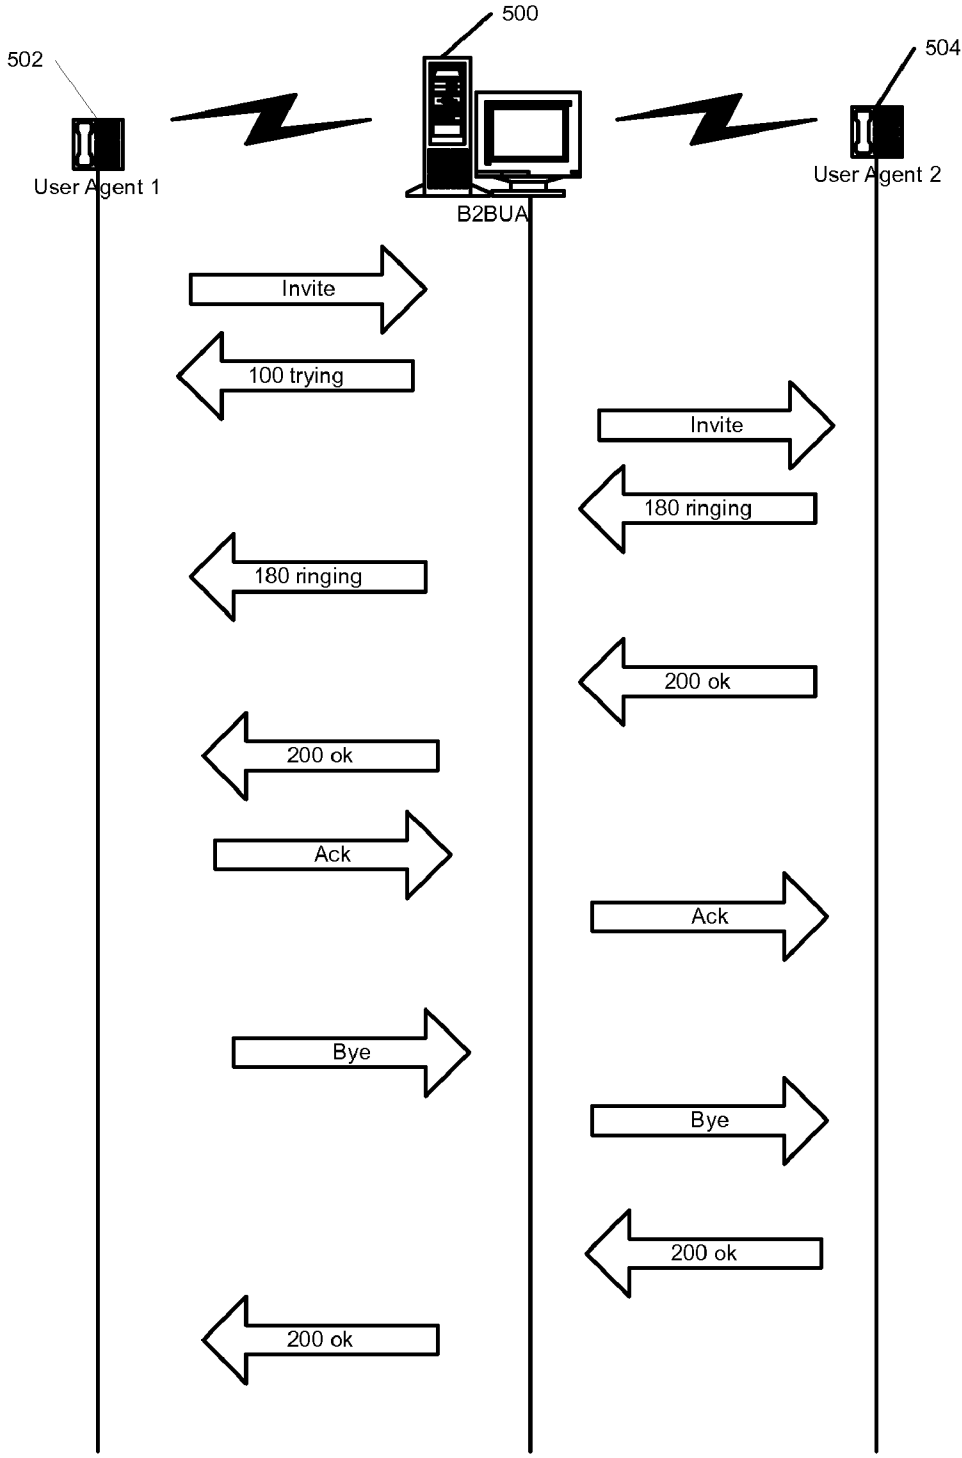 500
502
504
User Agent 1
User Agent 2
B2BUA
Invite
100 trying
Invite
180 ringing
180 ringing
200 ok
200 ok
Ack
Ack
Bye
Bye
200 ok
200 ok